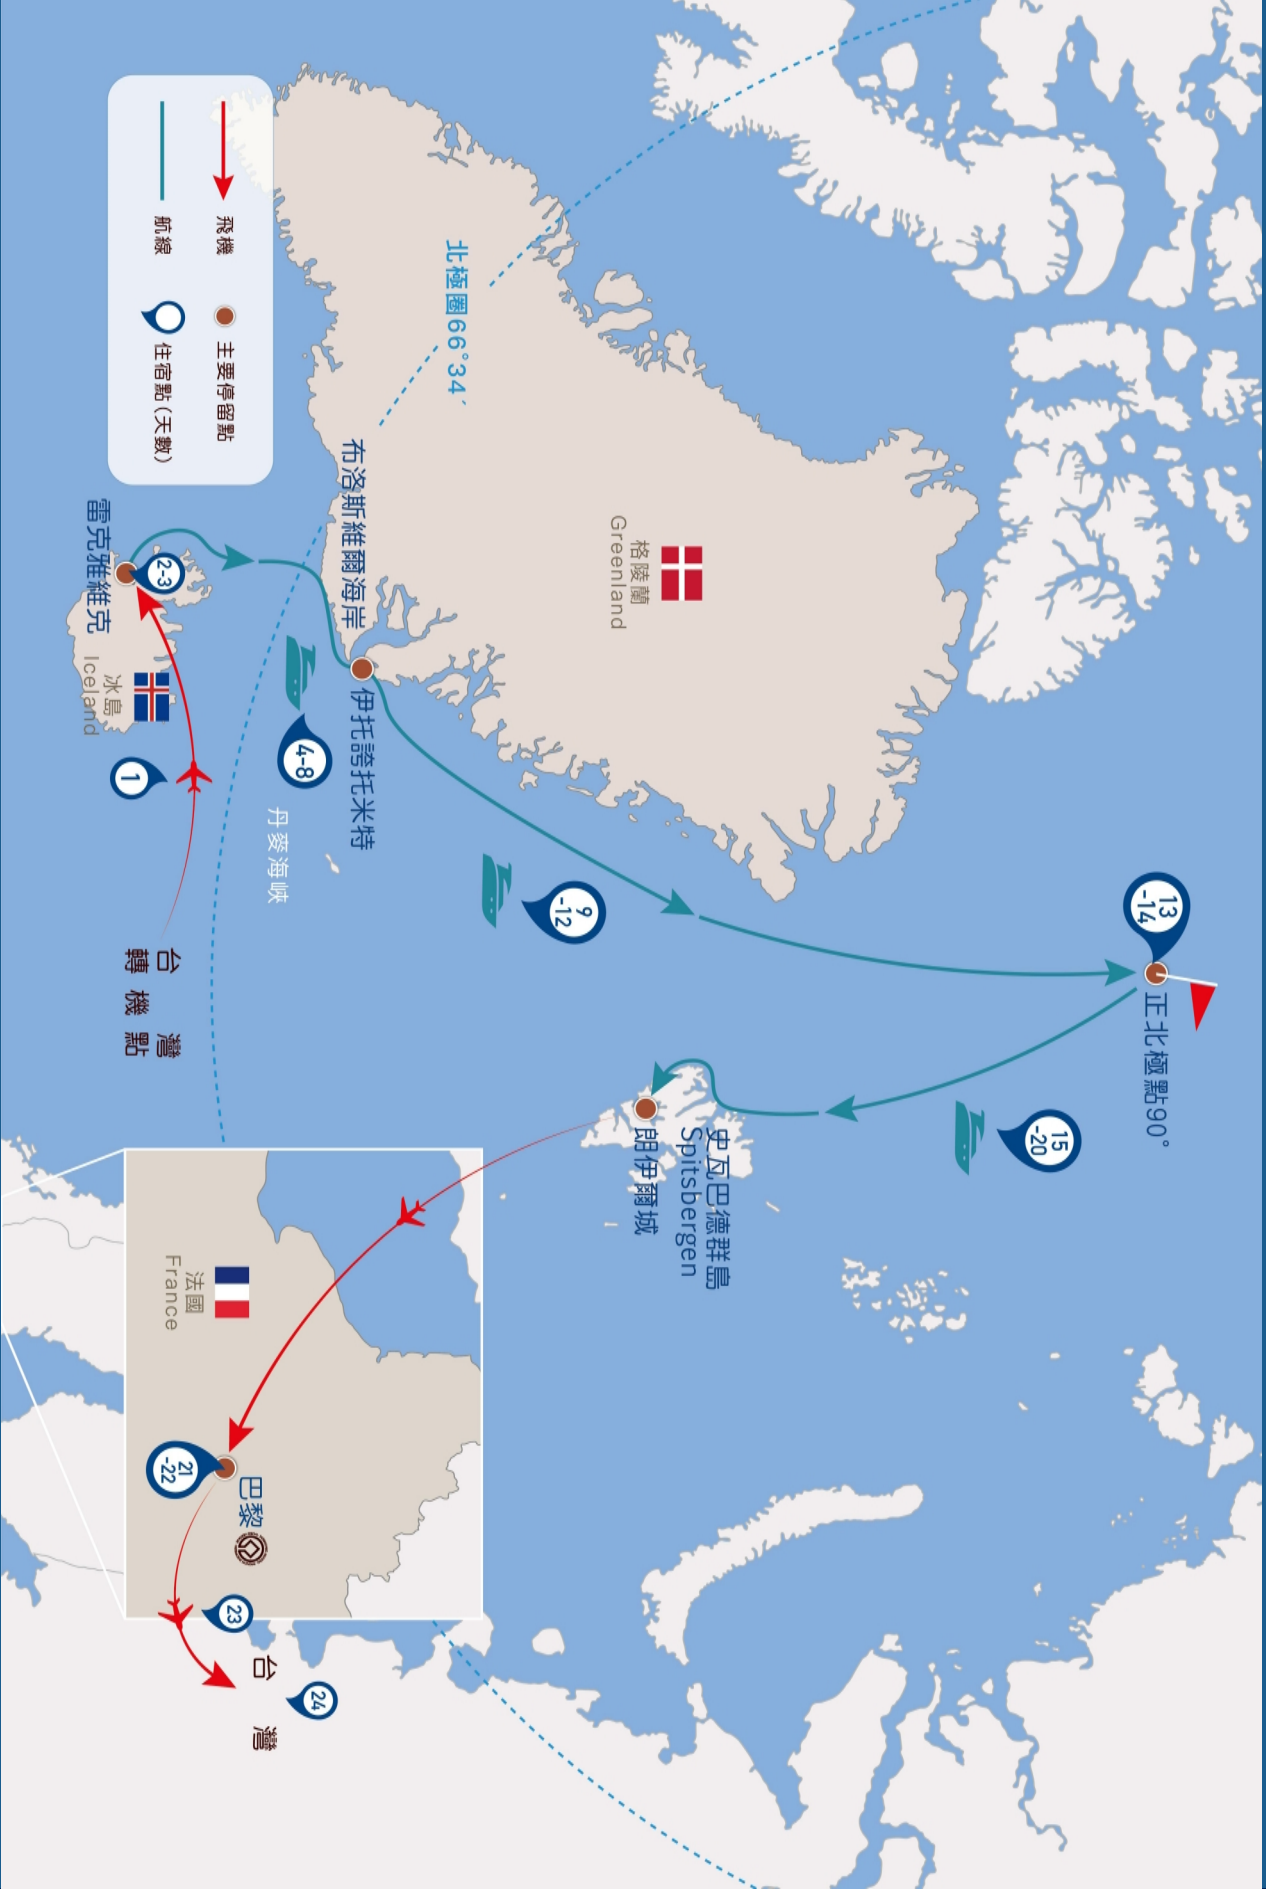 北極圈66°34′
格陵蘭
Greenland
正北極點90°
13
-14
15
-20
9
-12
史瓦巴德群島
Spitsbergen
朗伊爾城
布洛斯維爾海岸
伊托誇托米特
4-8
丹麥海峽
飛機
主要停留點
航線
住宿點(天數)
雷克雅維克
2-3
冰島
Iceland
1
台灣
轉機點
法國
France
巴黎
21
-22
23
24
台灣